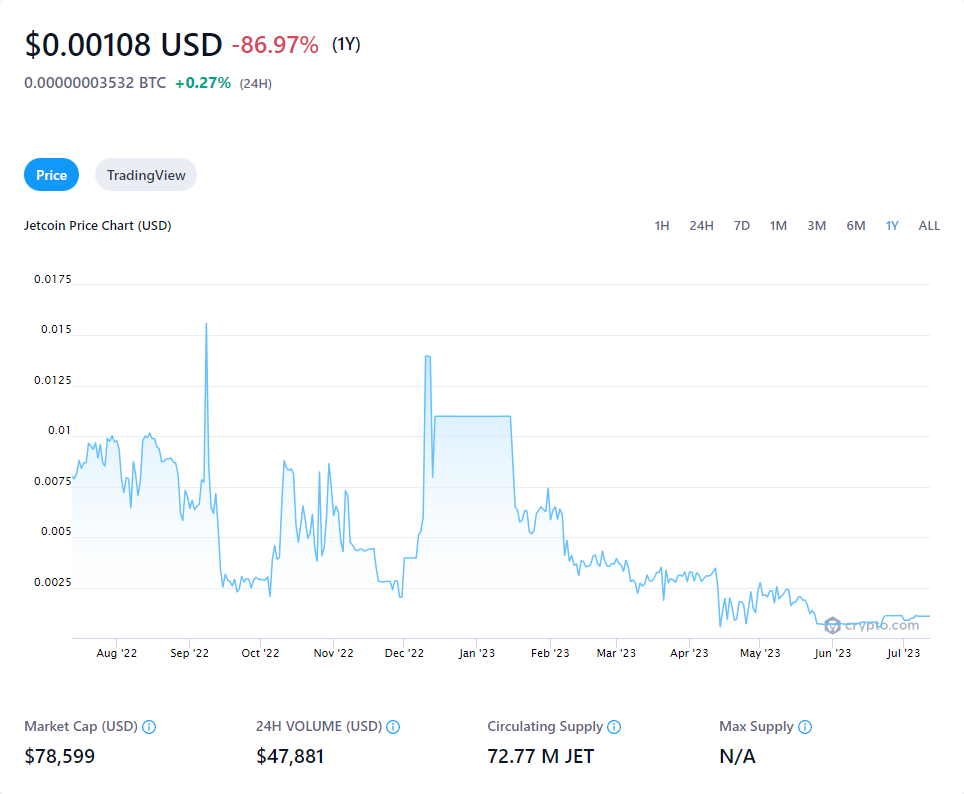 $0.00108 USD -86.97% (1Y)
0.00000003532 BTC +0.27% (24H)
Price TradingView
Jetcoin Price Chart (USD) 1H 24H 7D 1M 3M 6M 1Y ALL
0.0175
0.015
0.0125
0.01
0.0075
0.005
0.0025
crypto.com
Aug '22 Sep '22 Oct '22 Nov '22 Dec '22 Jan '23 Feb '23 Mar '23 Apr '23 May '23 Jun '23 Jul '23
Market Cap (USD) 24H VOLUME (USD) Circulating Supply Max Supply
$78,599 $47,881 72.77 M JET N/A